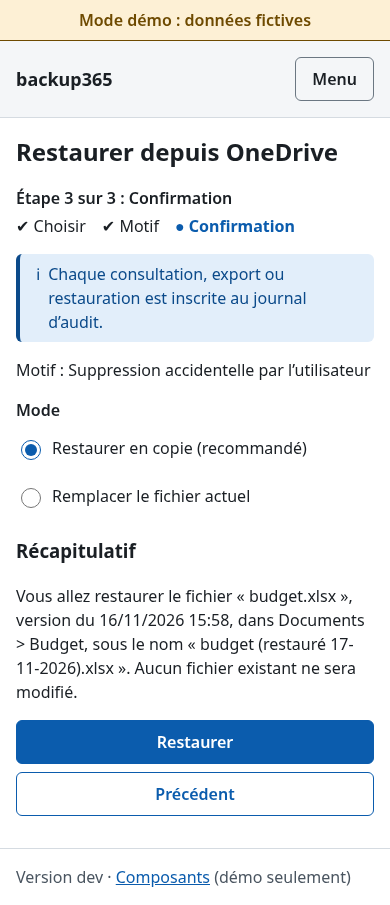 Mode démo : données fictives
backup365
Menu
Restaurer depuis OneDrive
Étape 3 sur 3 : Confirmation
✔ Choisir ✔ Motif ● Confirmation
i Chaque consultation, export ou
restauration est inscrite au journal
d’audit.
Motif : Suppression accidentelle par l’utilisateur
Mode
Restaurer en copie (recommandé)
Remplacer le fichier actuel
Récapitulatif
Vous allez restaurer le fichier « budget.xlsx »,
version du 16/11/2026 15:58, dans Documents
> Budget, sous le nom « budget (restauré 17-
11-2026).xlsx ». Aucun fichier existant ne sera
modifié.
Restaurer
Précédent
Version dev · Composants (démo seulement)